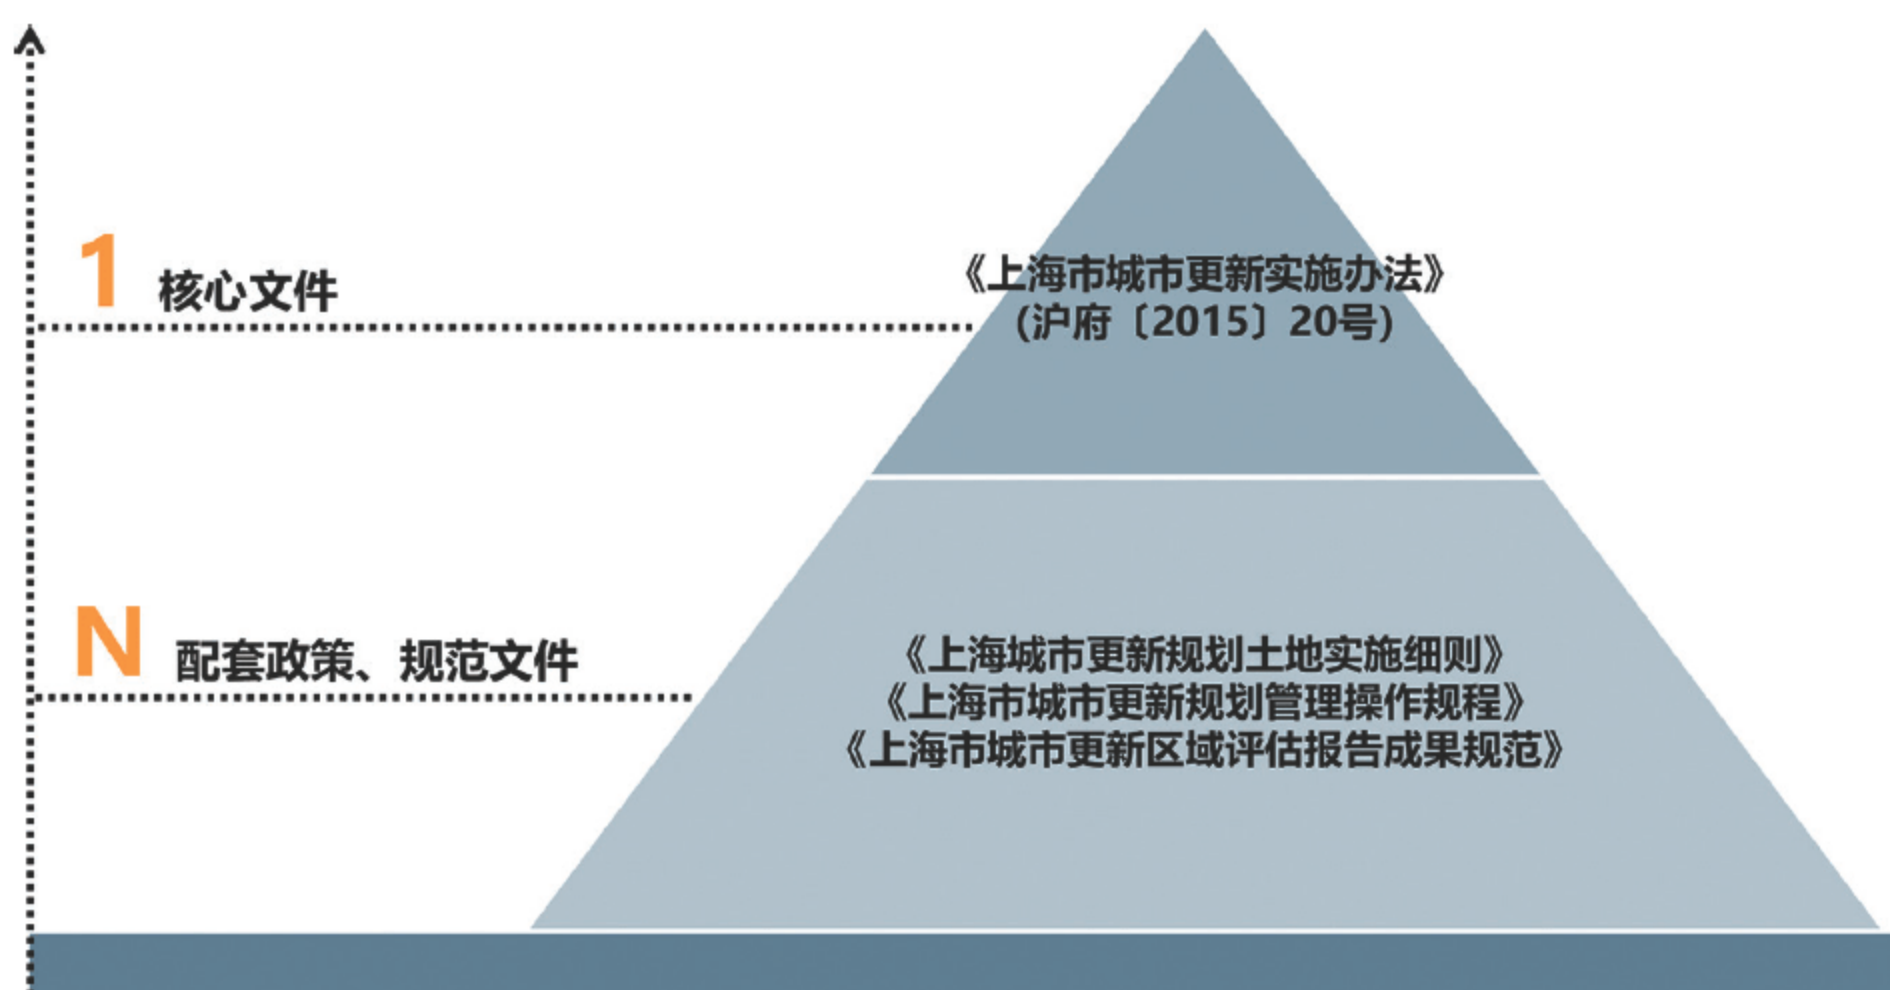 1 核心文件
《上海市城市更新实施办法》
(沪府〔2015〕20号)
N 配套政策、规范文件
《上海城市更新规划土地实施细则》
《上海市城市更新规划管理操作规程》
《上海市城市更新区域评估报告成果规范》